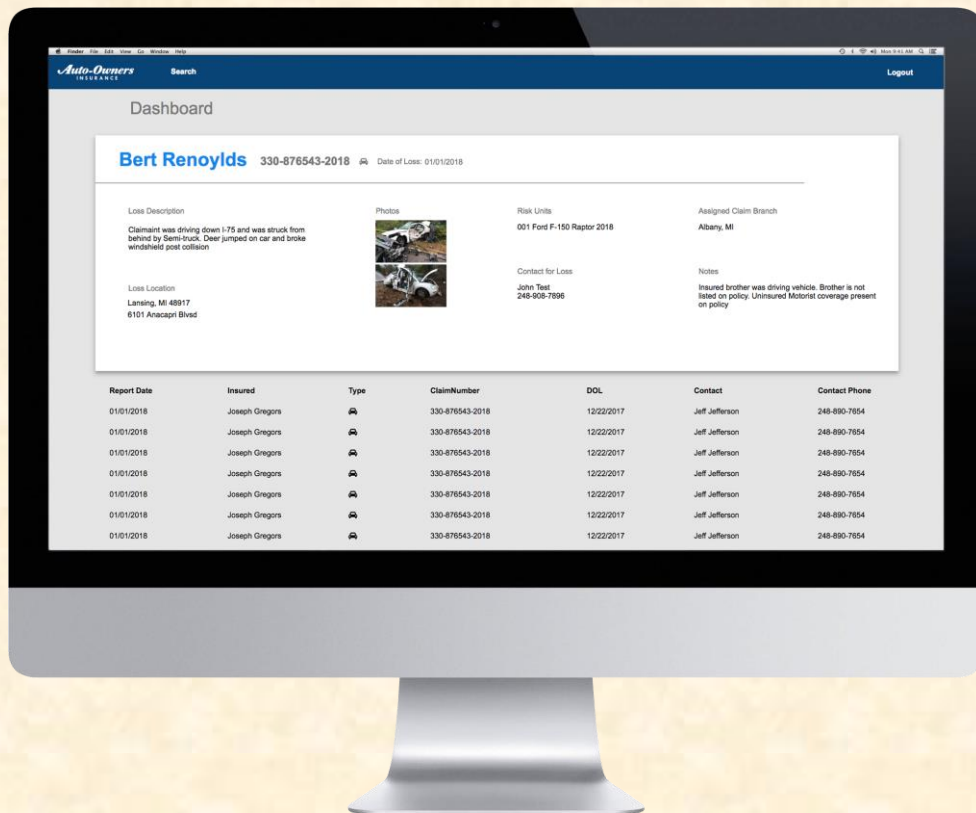 Finder File Edit View Go Window Help
Mon 9:41 AM
Auto-Owners
INSURANCE
Search
Logout
Dashboard
Bert Renoylds 330-876543-2018 Date of Loss: 01/01/2018
Loss Description
Claimaint was driving down I-75 and was struck from
behind by Semi-truck. Deer jumped on car and broke
windshield post collision
Loss Location
Lansing, MI 48917
6101 Anacapri Blvsd
Photos
Risk Units
001 Ford F-150 Raptor 2018
Contact for Loss
John Test
248-908-7896
Assigned Claim Branch
Albany, MI
Notes
Insured brother was driving vehicle. Brother is not
listed on policy. Uninsured Motorist coverage present
on policy
Report Date Insured Type ClaimNumber DOL Contact Contact Phone
01/01/2018 Joseph Gregors 330-876543-2018 12/22/2017 Jeff Jefferson 248-890-7654
01/01/2018 Joseph Gregors 330-876543-2018 12/22/2017 Jeff Jefferson 248-890-7654
01/01/2018 Joseph Gregors 330-876543-2018 12/22/2017 Jeff Jefferson 248-890-7654
01/01/2018 Joseph Gregors 330-876543-2018 12/22/2017 Jeff Jefferson 248-890-7654
01/01/2018 Joseph Gregors 330-876543-2018 12/22/2017 Jeff Jefferson 248-890-7654
01/01/2018 Joseph Gregors 330-876543-2018 12/22/2017 Jeff Jefferson 248-890-7654
01/01/2018 Joseph Gregors 330-876543-2018 12/22/2017 Jeff Jefferson 248-890-7654